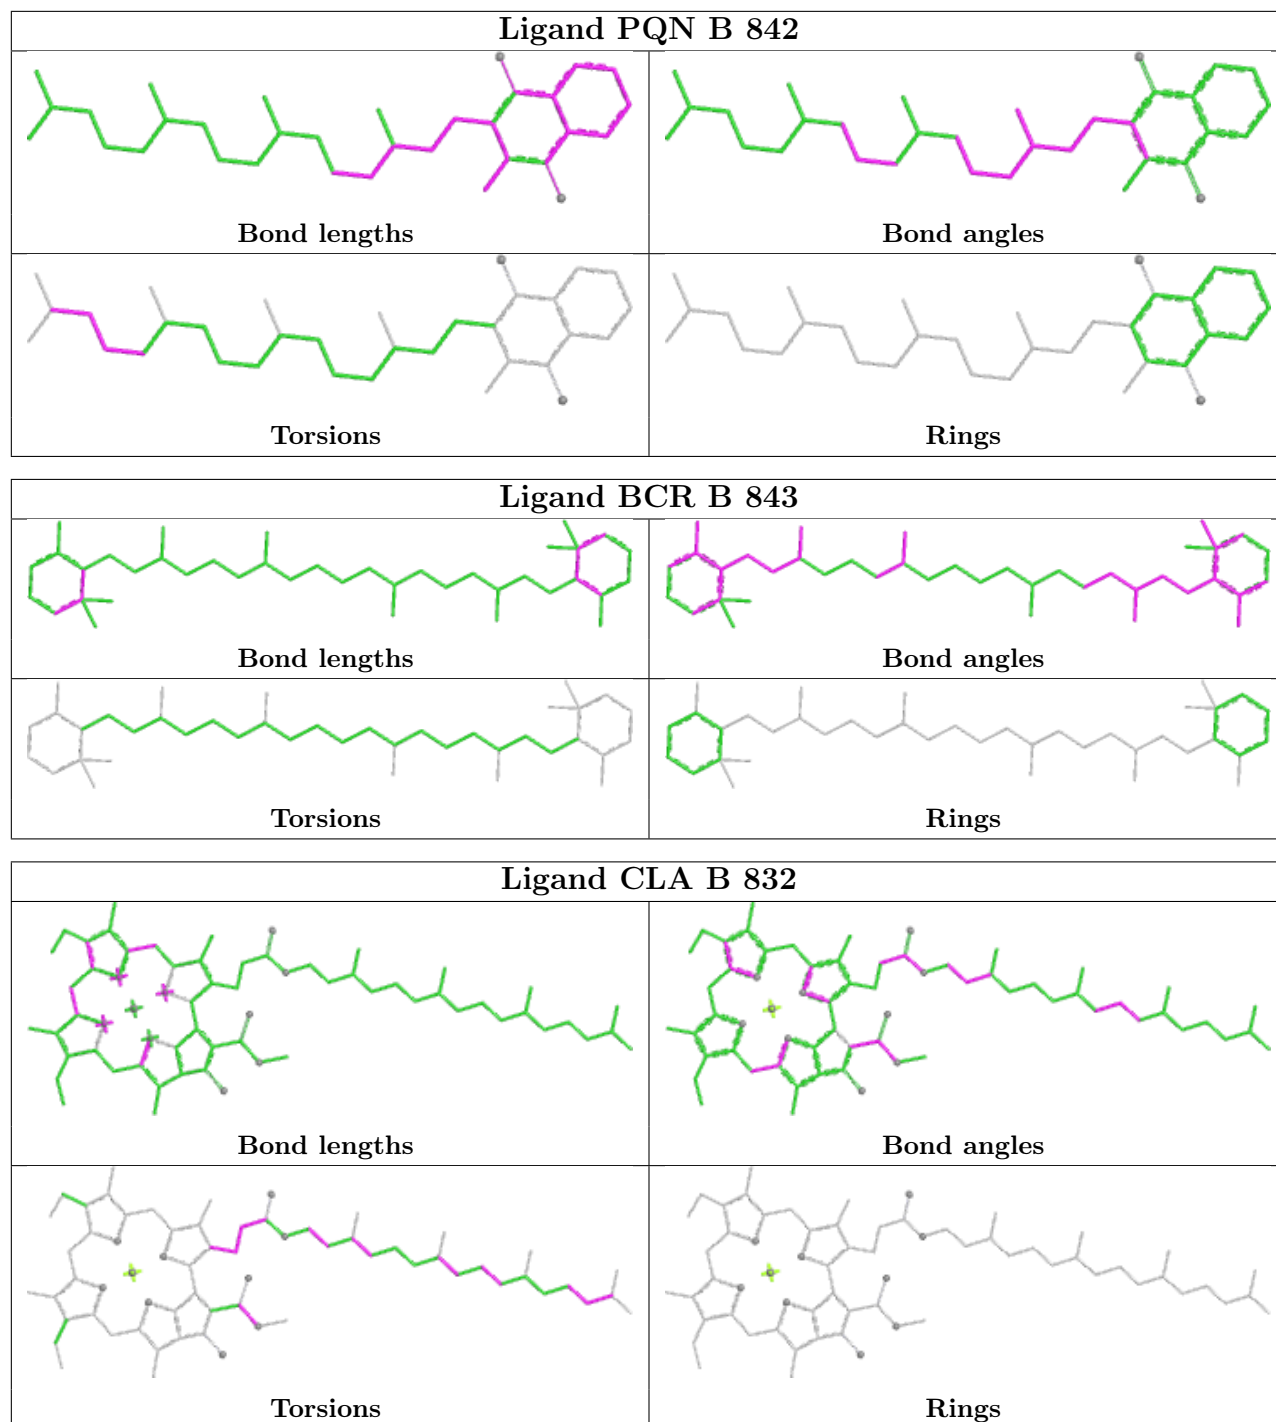 Ligand PQN B 842
Bond lengths
Bond angles
Torsions
Rings
Ligand BCR B 843
Bond lengths
Bond angles
Torsions
Rings
Ligand CLA B 832
Bond lengths
Bond angles
Torsions
Rings